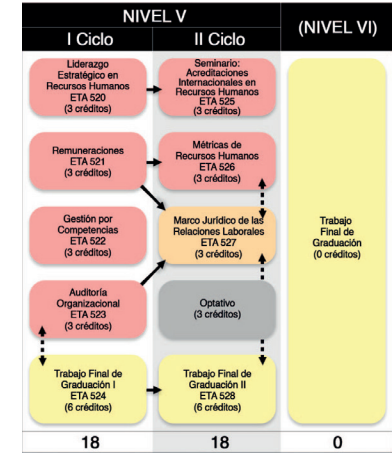 NIVEL V
(NIVEL VI)
I Ciclo
II Ciclo
Liderazgo
Estratégico en
Recursos Humanos
ETA 520
(3 créditos)
Seminario:
Acreditaciones
Internacionales en
Recursos Humanos
ETA 525
(3 créditos)
Remuneraciones
ETA 521
(3 créditos)
Métricas de
Recursos Humanos
ETA 526
(3 créditos)
Gestión por
Competencias
ETA 522
(3 créditos)
Marco Jurídico de las
Relaciones Laborales
ETA 527
(3 créditos)
Auditoría
Organizacional
ETA 523
(3 créditos)
Optativo
(3 créditos)
Trabajo Final de
Graduación I
ETA 524
(6 créditos)
Trabajo Final de
Graduación II
ETA 528
(6 créditos)
Trabajo
Final de
Graduación
(0 créditos)
18
18
0